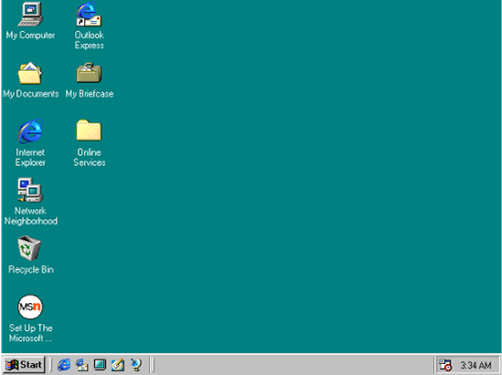 My Computer
Outlook
Express
My Documents
My Briefcase
Internet
Explorer
Online
Services
Network
Neighborhood
Recycle Bin
msn
Set Up The
Microsoft ...
Start
3:34 AM